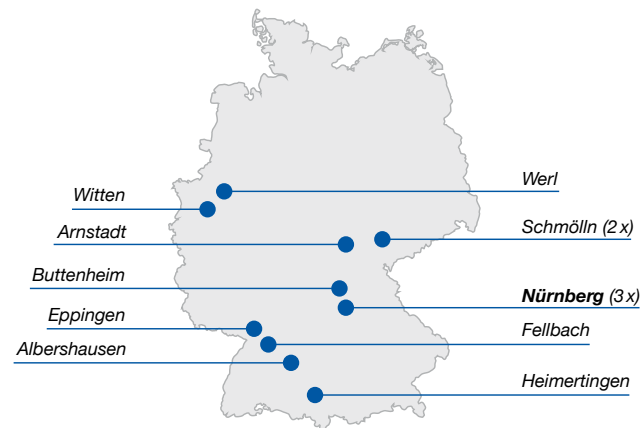 Witten
Arnstadt
Buttenheim
Eppingen
Albershausen
Werl
Schmölln (2 x)
Nürnberg (3 x)
Fellbach
Heimertingen